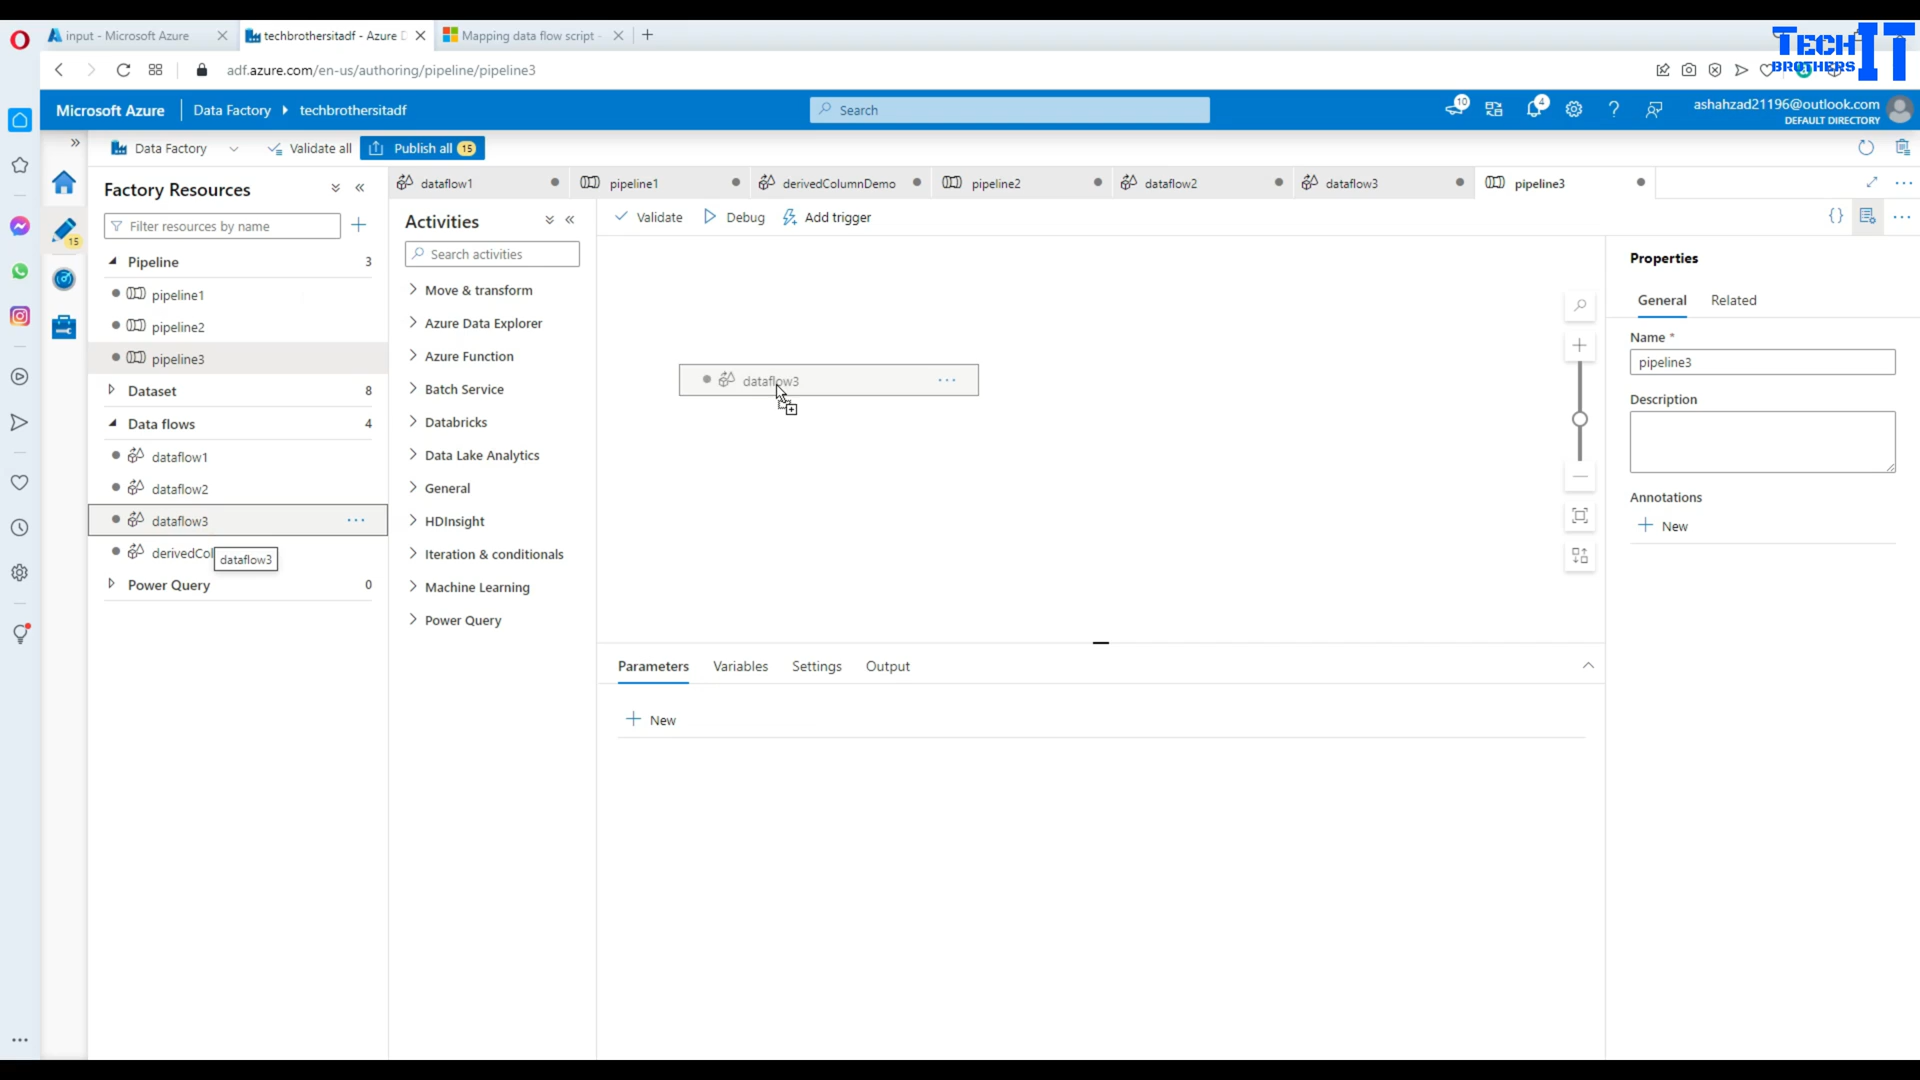 input - Microsoft Azure
techbrothersitadf - Azure D
Mapping data flow script -
TECH BROTHERS IT
adf.azure.com/en-us/authoring/pipeline/pipeline3
Microsoft Azure
Data Factory
techbrothersitadf
Search
10
4
ashahzad21196@outlook.com
DEFAULT DIRECTORY
Data Factory
Validate all
Publish all 15
15
Factory Resources
Filter resources by name
Pipeline 3
pipeline1
pipeline2
pipeline3
Dataset 8
Data flows 4
dataflow1
dataflow2
dataflow3
derivedCol
dataflow3
Power Query 0
dataflow1
pipeline1
derivedColumnDemo
pipeline2
dataflow2
dataflow3
pipeline3
Activities
Search activities
Move & transform
Azure Data Explorer
Azure Function
Batch Service
Databricks
Data Lake Analytics
General
HDInsight
Iteration & conditionals
Machine Learning
Power Query
Validate
Debug
Add trigger
dataflow3
Parameters
Variables
Settings
Output
New
Properties
General
Related
Name *
pipeline3
Description
Annotations
New